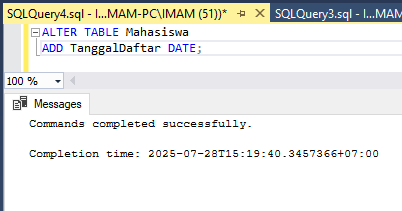 SQLQuery4.sql - I...MAM-PC\IMAM (51))* SQLQuery3.sql - I...M
ALTER TABLE Mahasiswa
ADD TanggalDaftar DATE;
100 %
Messages
Commands completed successfully.
Completion time: 2025-07-28T15:19:40.3457366+07:00